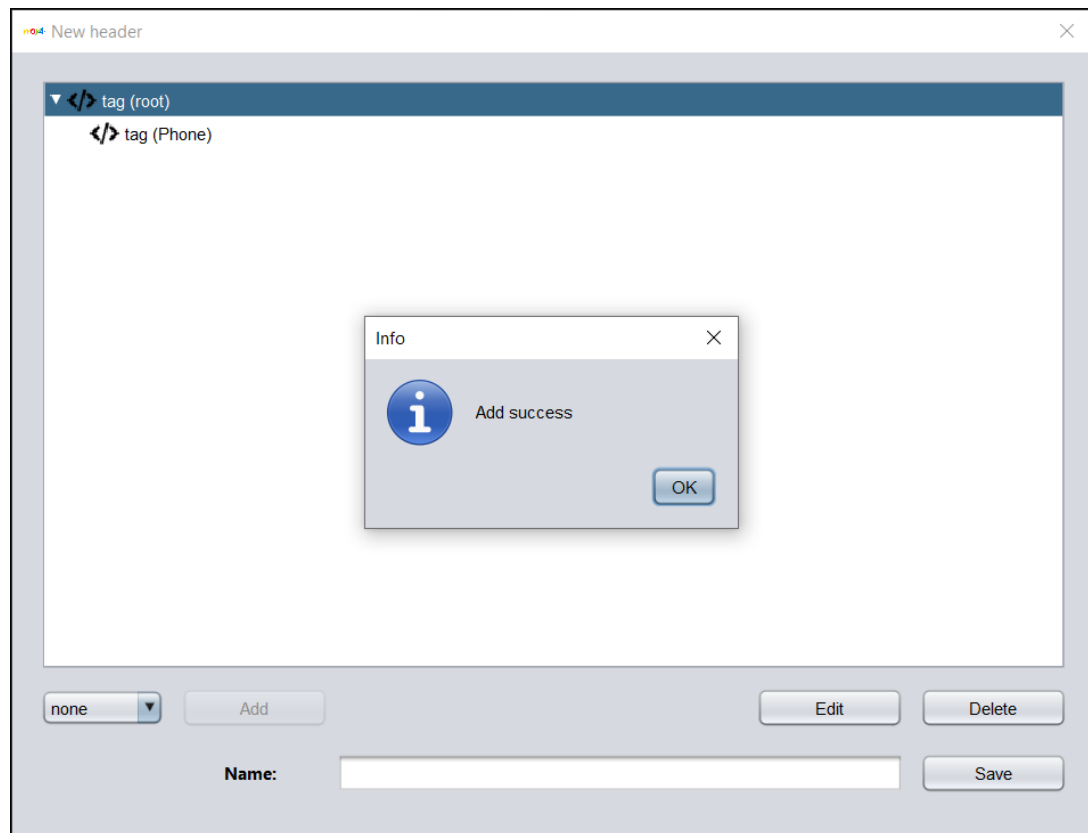 New header
tag (root)
tag (Phone)
Info
Add success
OK
none Add Edit Delete
Name: Save